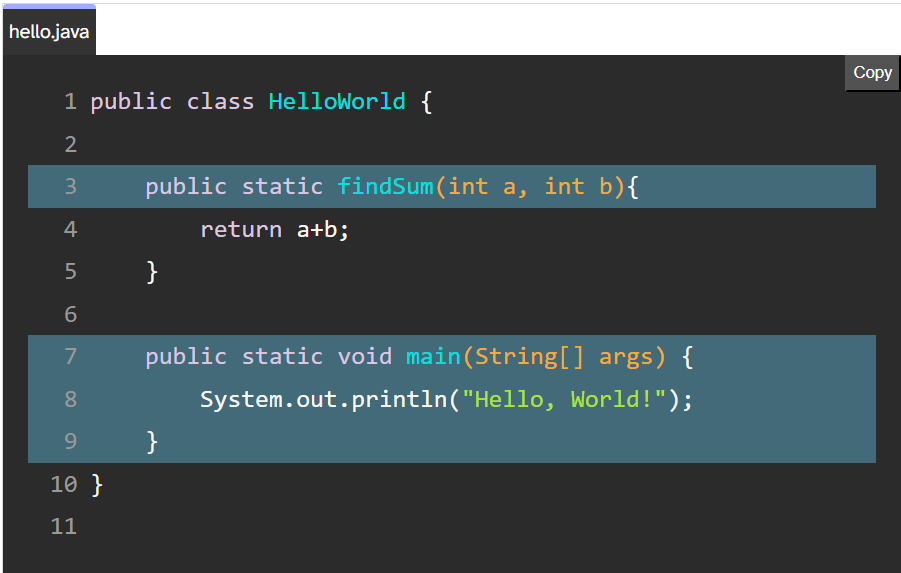 hello.java
Copy
1 public class HelloWorld {
2
3     public static findSum(int a, int b){
4         return a+b;
5     }
6
7     public static void main(String[] args) {
8         System.out.println("Hello, World!");
9     }
10 }
11